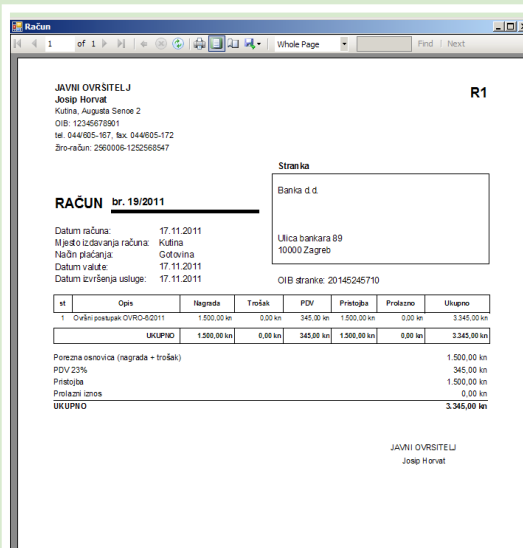 Račun
1 of 1 Whole Page Find | Next
JAVNI OVRŠITELJ
Josip Horvat
Kutina, Augusta Senoe 2
OIB: 12345678901
tel. 044/605-167, fax. 044/605-172
žiro-račun: 2560006-1252568547
R1
Stranka
Banka d.d.
Ulica bankara 89
10000 Zagreb
OIB stranke: 20145245710
RAČUN br. 19/2011
Datum računa: 17.11.2011
Mjesto izdavanja računa: Kutina
Način plaćanja: Gotovina
Datum valute: 17.11.2011
Datum izvršenja usluge: 17.11.2011
st Opis Nagrada Trošak PDV Pristojba Prolazno Ukupno
1 Ovršni postupak OVRO-6/2011 1.500,00 kn 0,00 kn 345,00 kn 1.500,00 kn 0,00 kn 3.345,00 kn
UKUPNO 1.500,00 kn 0,00 kn 345,00 kn 1.500,00 kn 0,00 kn 3.345,00 kn
Porezna osnovica (nagrada + trošak) 1.500,00 kn
PDV 23% 345,00 kn
Pristojba 1.500,00 kn
Prolazni iznos 0,00 kn
UKUPNO 3.345,00 kn
JAVNI OVRSITELJ
Josip Horvat